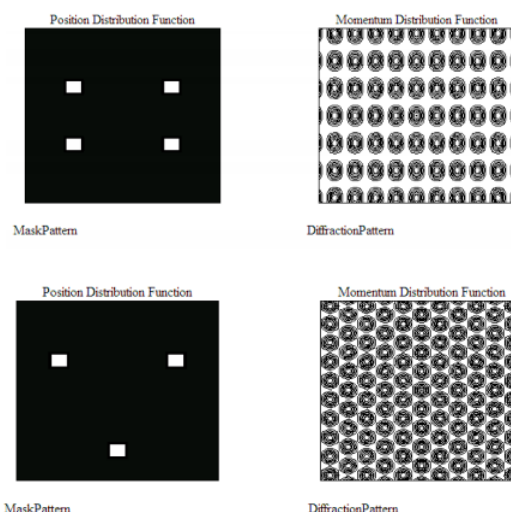 Position Distribution Function
Momentum Distribution Function
MaskPattern
DiffractionPattern
Position Distribution Function
Momentum Distribution Function
MaskPattern
DiffractionPattern